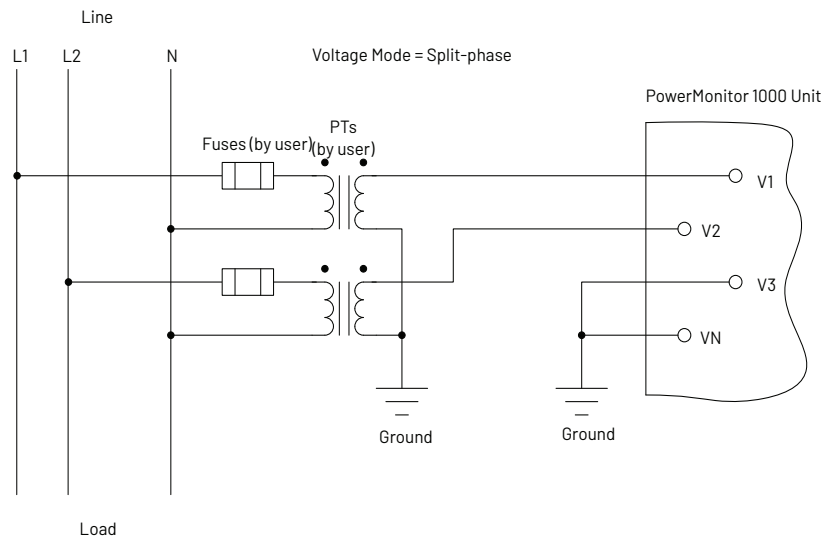 Line
L1
L2
N
Voltage Mode = Split-phase
PowerMonitor 1000 Unit
PTs
Fuses (by user)
(by user)
V1
V2
V3
VN
Ground
Ground
Load